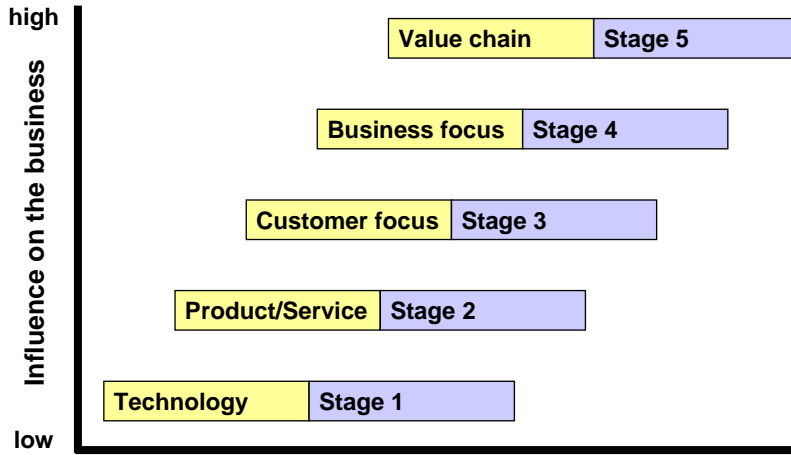 high
Value chain Stage 5
Business focus Stage 4
Influence on the business
Customer focus Stage 3
Product/Service Stage 2
Technology Stage 1
low